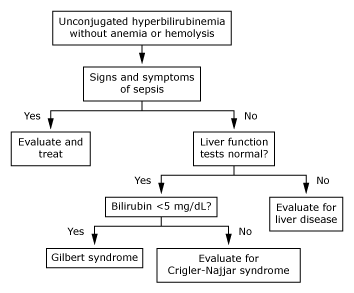 Unconjugated hyperbilirubinemia
without anemia or hemolysis
Signs and symptoms
of sepsis
Yes
No
Evaluate and
treat
Liver function
tests normal?
Yes
No
Bilirubin <5 mg/dL?
Evaluate for
liver disease
Yes
No
Gilbert syndrome
Evaluate for
Crigler-Najjar syndrome